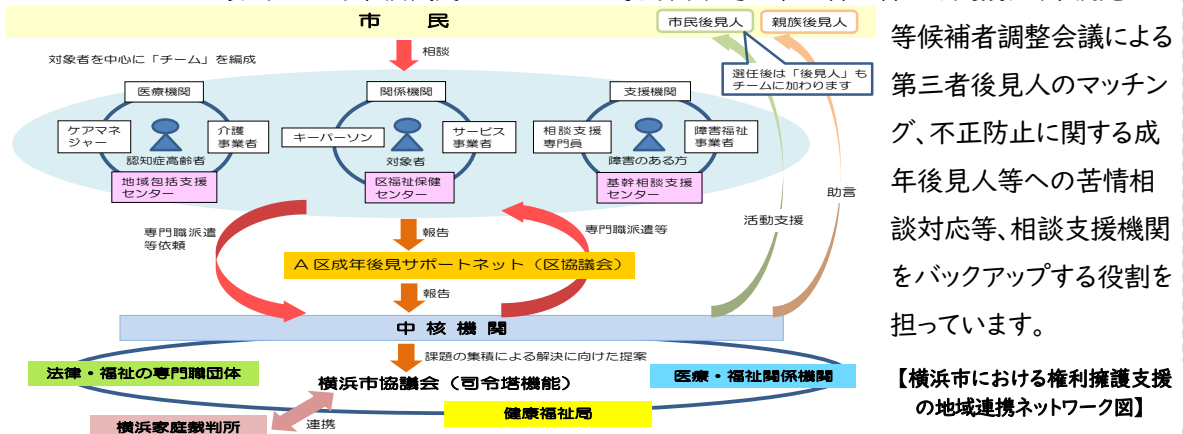 市 民
市民後見人
親族後見人
相談
対象者を中心に「チーム」を編成
選任後は「後見人」も
チームに加わります
医療機関
関係機関
支援機関
ケアマネ
ジャー
介護
事業者
キーパーソン
サービス
事業者
相談支援
専門員
障害福祉
事業者
認知症高齢者
対象者
障害のある方
地域包括支援
センター
区福祉保健
センター
基幹相談支援
センター
専門職派遣
等依頼
報告
専門職派遣等
活動支援
助言
A 区成年後見サポートネット（区協議会）
報告
中 核 機 関
課題の集積による解決に向けた提案
法律・福祉の専門職団体
横浜市協議会（司令塔機能）
医療・福祉関係機関
健康福祉局
横浜家庭裁判所
連携
等候補者調整会議による
第三者後見人のマッチン
グ、不正防止に関する成
年後見人等への苦情相
談対応等、相談支援機関
をバックアップする役割を
担っています。
【横浜市における権利擁護支援
の地域連携ネットワーク図】